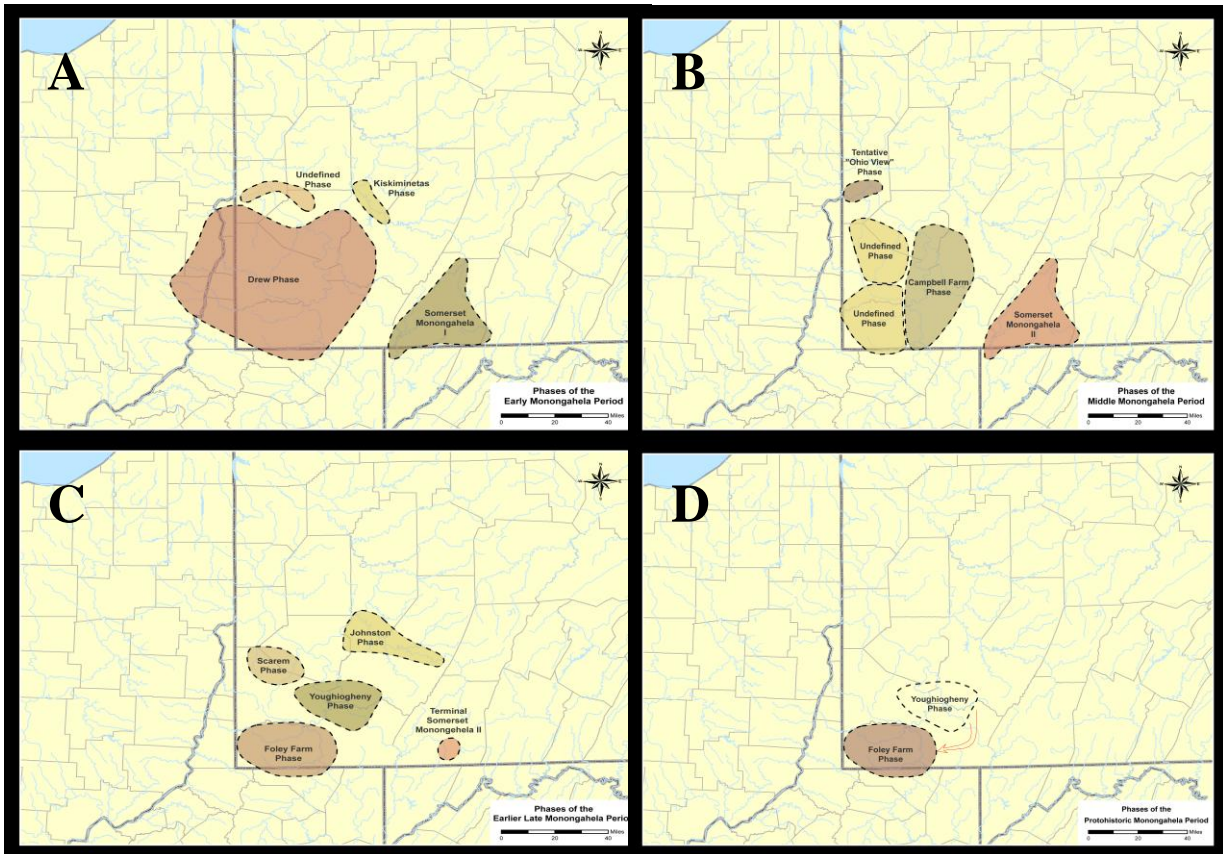 A
Undefined
Phase
Kiskiminetas
Phase
Drew Phase
Somerset
Monongahela
I
Phases of the
Early Monongahela Period
0 20 40 Miles
B
Tentative
"Ohio View"
Phase
Undefined
Phase
Campbell Farm
Phase
Undefined
Phase
Somerset
Monongahela
II
Phases of the
Middle Monongahela Period
0 20 40 Miles
C
Johnston
Phase
Scarem
Phase
Youghiogheny
Phase
Terminal
Somerset
Monongehela II
Foley Farm
Phase
Phases of the
Earlier Late Monongahela Perio
0 20 40 Miles
D
Youghiogheny
Phase
Foley Farm
Phase
Phases of the
Protohistoric Monongahela Period
0 20 40 Miles